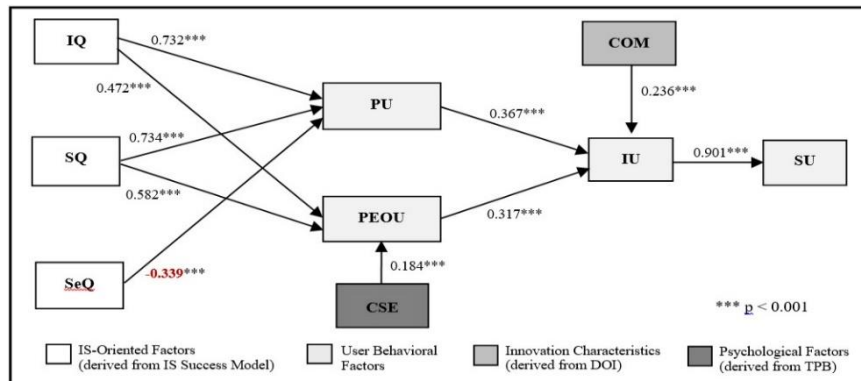 IQ
0.732***
COM
0.472***
0.236***
PU
0.367***
SQ
0.734***
IU
0.901***
SU
0.582***
PEOU
0.317***
SeQ
-0.339***
0.184***
CSE
*** p < 0.001
IS-Oriented Factors
(derived from IS Success Model)
User Behavioral
Factors
Innovation Characteristics
(derived from DOI)
Psychological Factors
(derived from TPB)